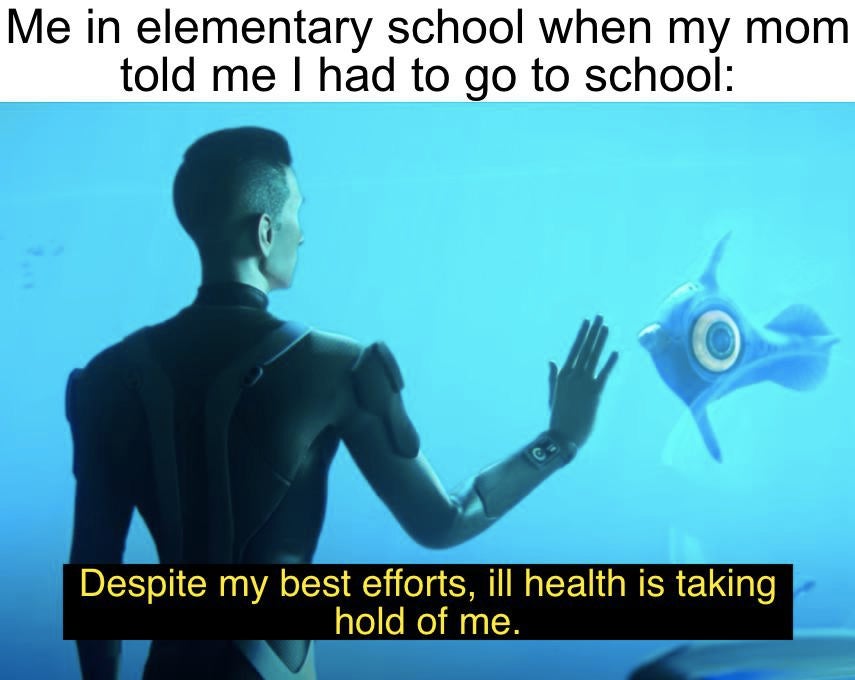 Me in elementary school when my mom
told me I had to go to school:
Despite my best efforts, ill health is taking
hold of me.